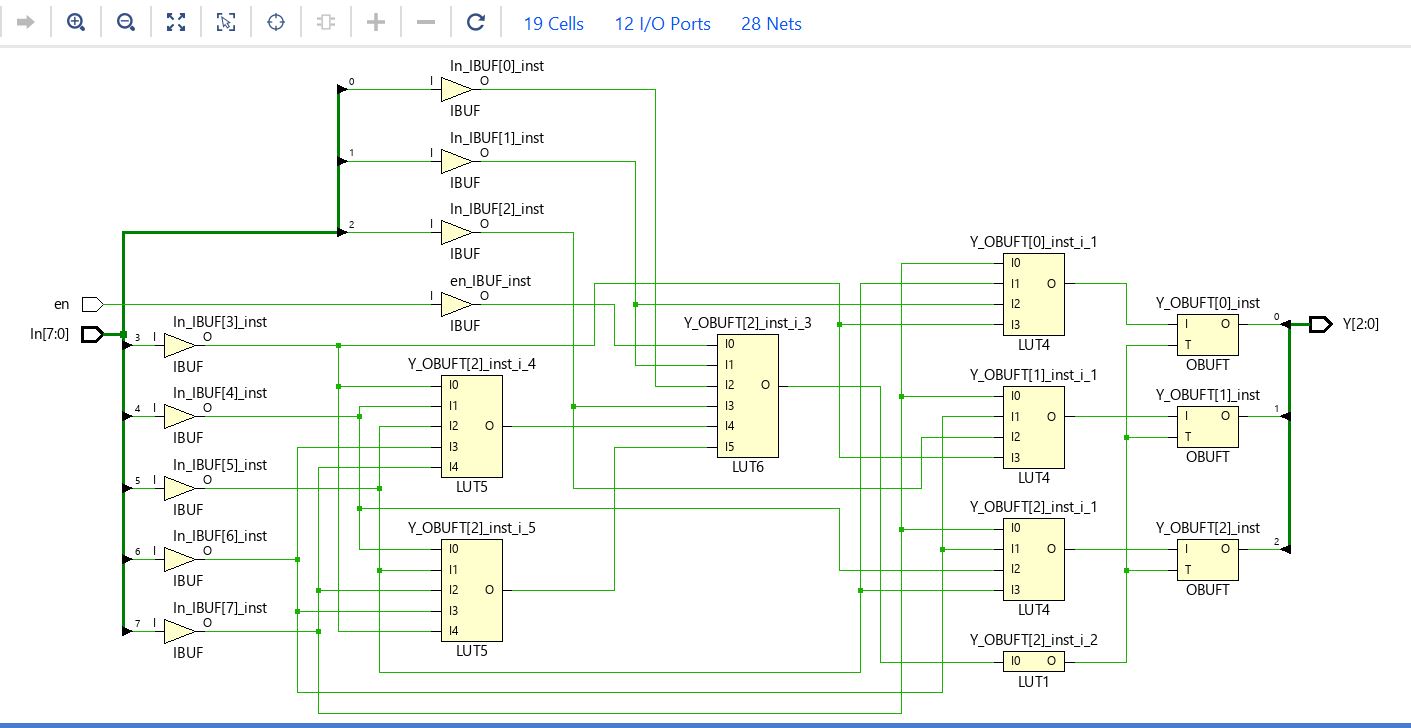 19 Cells 12 I/O Ports 28 Nets
In_IBUF[0]_inst
0 I O
IBUF
In_IBUF[1]_inst
1 I O
IBUF
In_IBUF[2]_inst
2 I O
IBUF
en_IBUF_inst
en I O
IBUF
In[7:0]
In_IBUF[3]_inst
3 I O
IBUF
In_IBUF[4]_inst
4 I O
IBUF
In_IBUF[5]_inst
5 I O
IBUF
In_IBUF[6]_inst
6 I O
IBUF
In_IBUF[7]_inst
7 I O
IBUF
Y_OBUFT[2]_inst_i_4
I0
I1
I2 O
I3
I4
LUT5
Y_OBUFT[2]_inst_i_5
I0
I1
I2 O
I3
I4
LUT5
Y_OBUFT[2]_inst_i_3
I0
I1
I2 O
I3
I4
I5
LUT6
Y_OBUFT[0]_inst_i_1
I0
I1 O
I2
I3
LUT4
Y_OBUFT[1]_inst_i_1
I0
I1 O
I2
I3
LUT4
Y_OBUFT[2]_inst_i_1
I0
I1 O
I2
I3
LUT4
Y_OBUFT[2]_inst_i_2
I0 O
LUT1
Y_OBUFT[0]_inst
I O 0
T
OBUFT
Y_OBUFT[1]_inst
I O 1
T
OBUFT
Y_OBUFT[2]_inst
I O 2
T
OBUFT
Y[2:0]